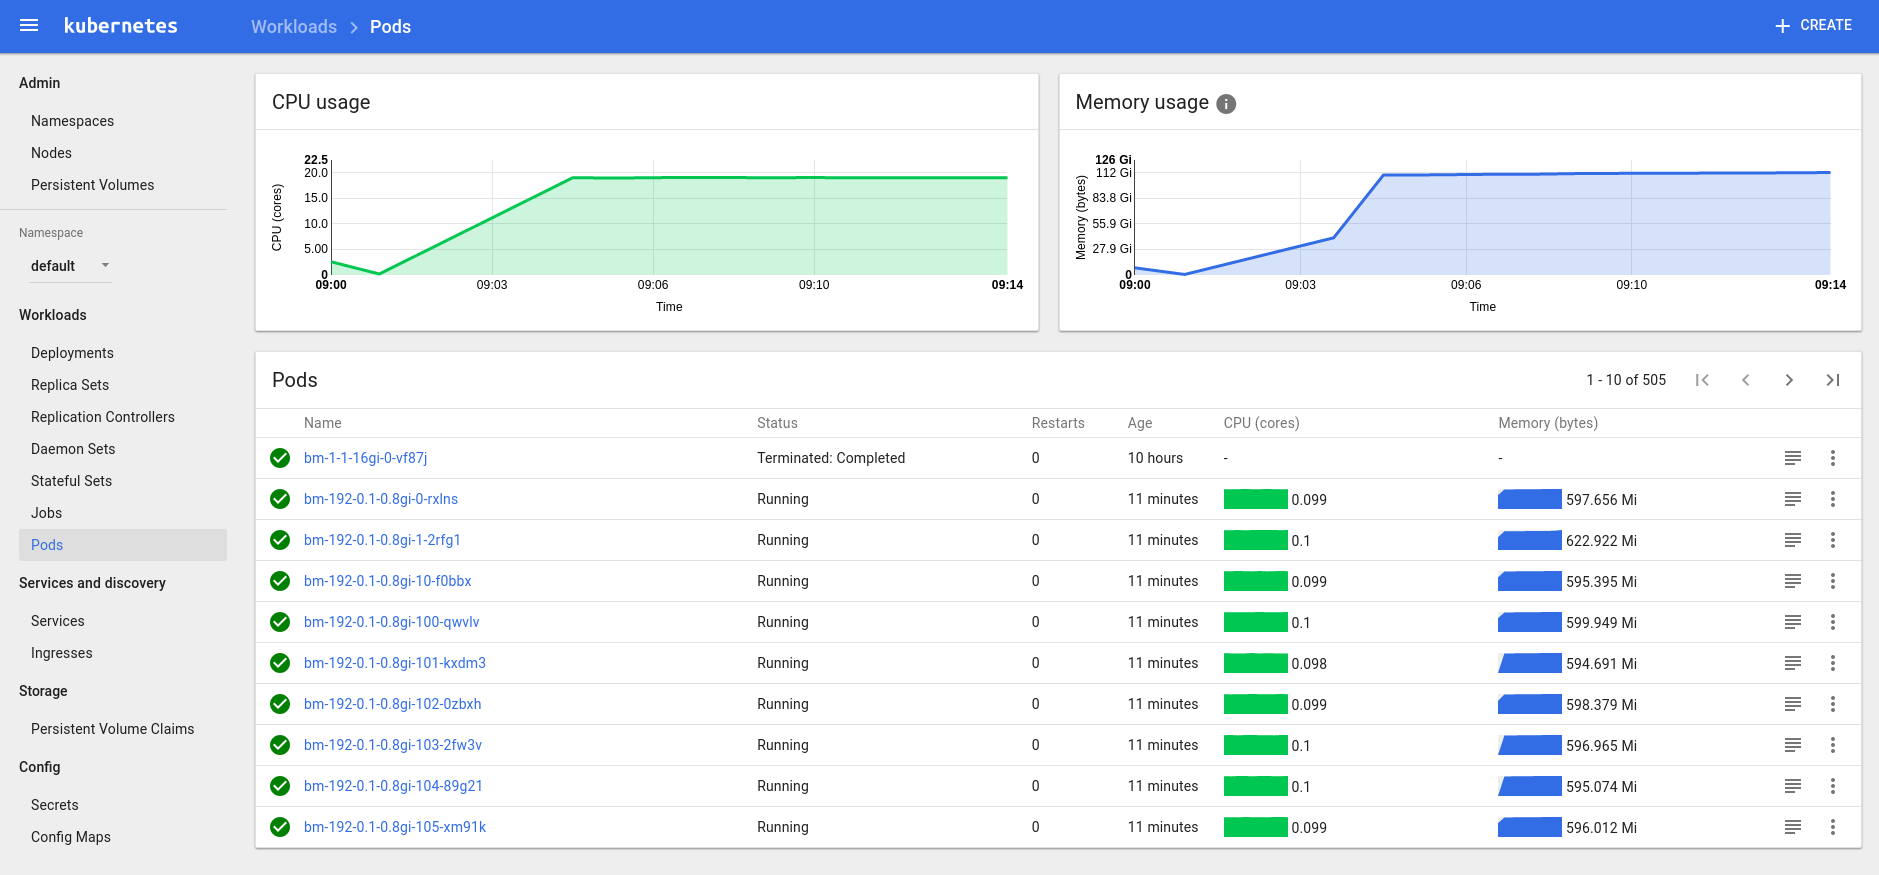 kubernetes
Workloads > Pods
CREATE
Admin
Namespaces
Nodes
Persistent Volumes
Namespace
default
Workloads
Deployments
Replica Sets
Replication Controllers
Daemon Sets
Stateful Sets
Jobs
Pods
Services and discovery
Services
Ingresses
Storage
Persistent Volume Claims
Config
Secrets
Config Maps
CPU usage
CPU (cores)
22.5
20.0
15.0
10.0
5.00
0
09:00 09:03 09:06 09:10 09:14
Time
Memory usage
Memory (bytes)
126 Gi
112 Gi
83.8 Gi
55.9 Gi
27.9 Gi
0
09:00 09:03 09:06 09:10 09:14
Time
Pods
1 - 10 of 505
Name Status Restarts Age CPU (cores) Memory (bytes)
bm-1-1-16gi-0-vf87j Terminated: Completed 0 10 hours - -
bm-192-0.1-0.8gi-0-rxlns Running 0 11 minutes 0.099 597.656 Mi
bm-192-0.1-0.8gi-1-2rfg1 Running 0 11 minutes 0.1 622.922 Mi
bm-192-0.1-0.8gi-10-f0bbx Running 0 11 minutes 0.099 595.395 Mi
bm-192-0.1-0.8gi-100-qwvlv Running 0 11 minutes 0.1 599.949 Mi
bm-192-0.1-0.8gi-101-kxdm3 Running 0 11 minutes 0.098 594.691 Mi
bm-192-0.1-0.8gi-102-0zbxh Running 0 11 minutes 0.099 598.379 Mi
bm-192-0.1-0.8gi-103-2fw3v Running 0 11 minutes 0.1 596.965 Mi
bm-192-0.1-0.8gi-104-89g21 Running 0 11 minutes 0.1 595.074 Mi
bm-192-0.1-0.8gi-105-xm91k Running 0 11 minutes 0.099 596.012 Mi